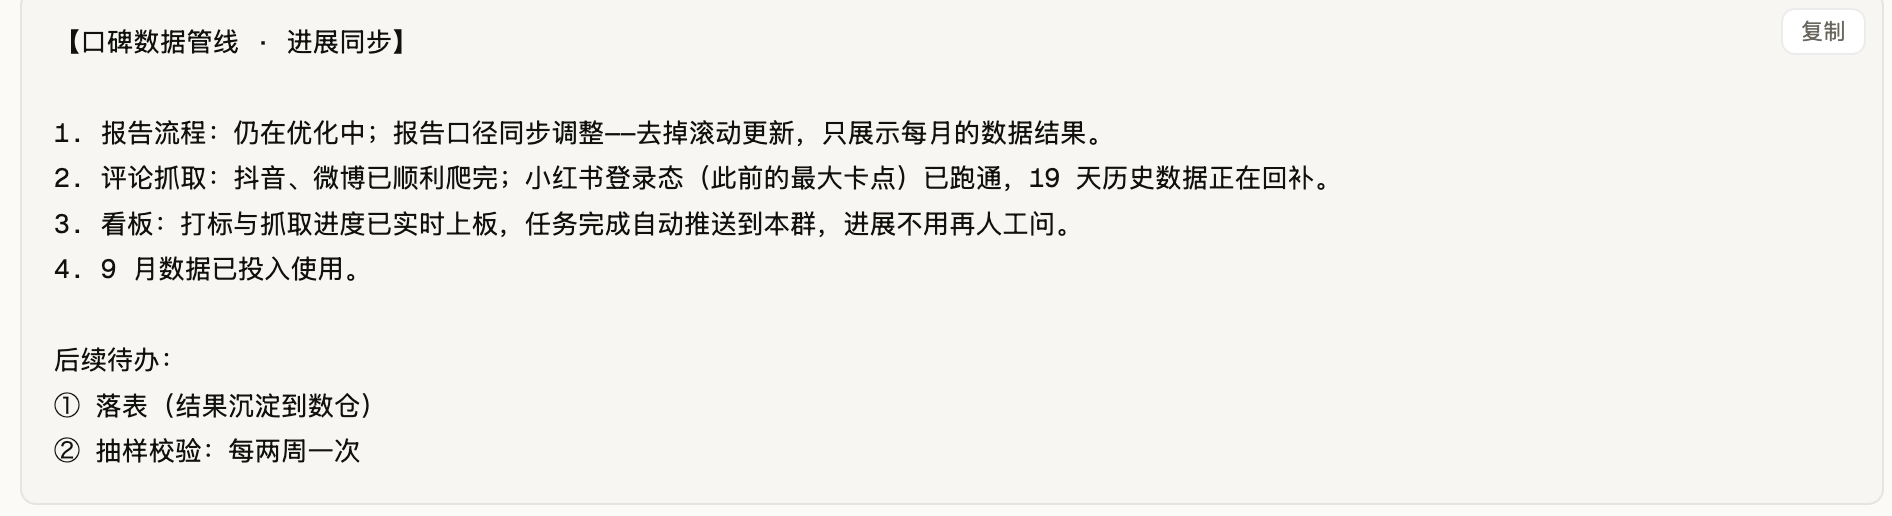 【口碑数据管线 · 进展同步】
复制
1. 报告流程：仍在优化中；报告口径同步调整——去掉滚动更新，只展示每月的数据结果。
2. 评论抓取：抖音、微博已顺利爬完；小红书登录态（此前的最大卡点）已跑通，19 天历史数据正在回补。
3. 看板：打标与抓取进度已实时上板，任务完成自动推送到本群，进展不用再人工问。
4. 9 月数据已投入使用。
后续待办：
① 落表（结果沉淀到数仓）
② 抽样校验：每两周一次